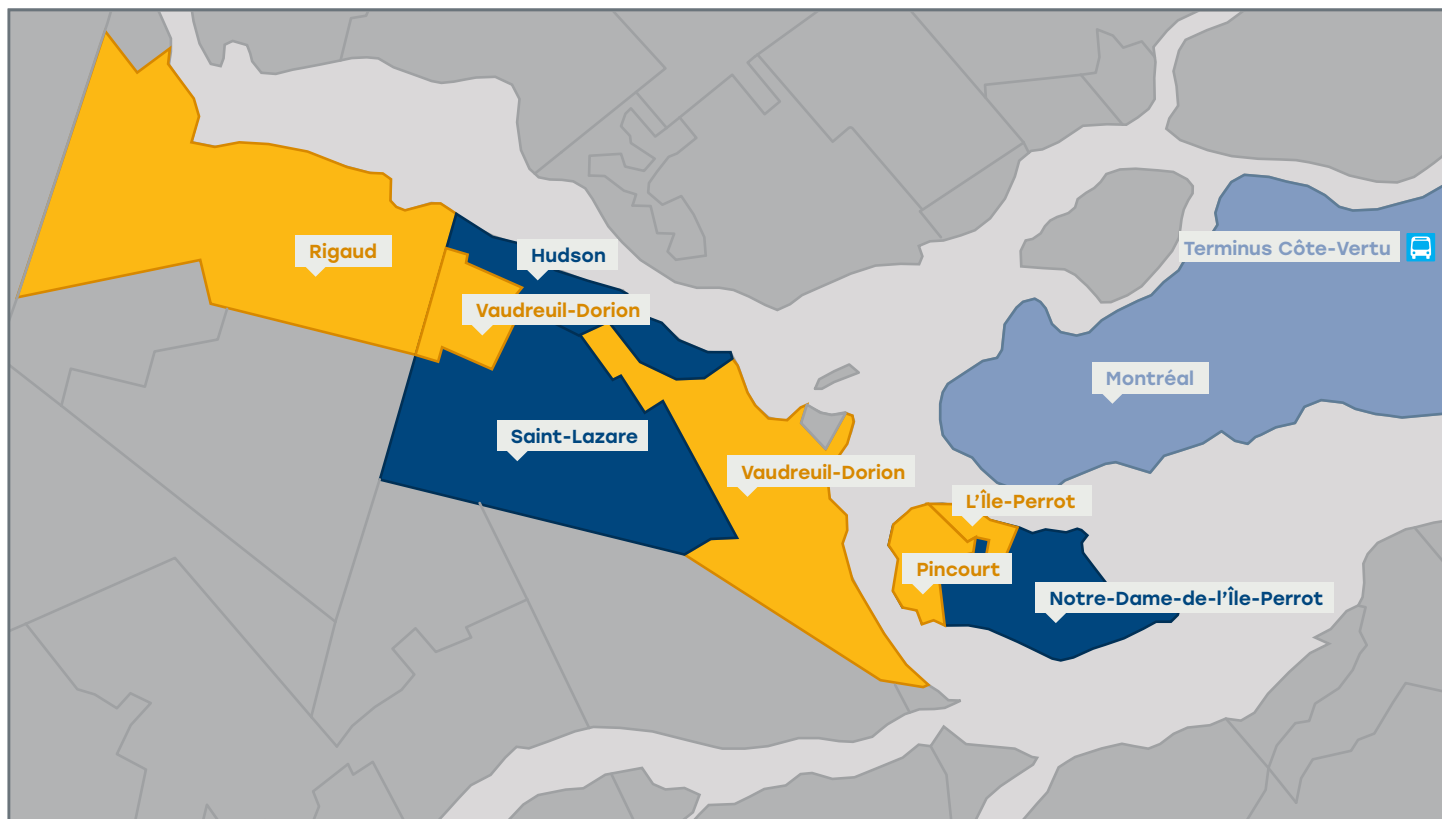 Rigaud
Hudson
Terminus Côte-Vertu
Vaudreuil-Dorion
Montréal
Saint-Lazare
Vaudreuil-Dorion
L'Île-Perrot
Pincourt
Notre-Dame-de-l'Île-Perrot